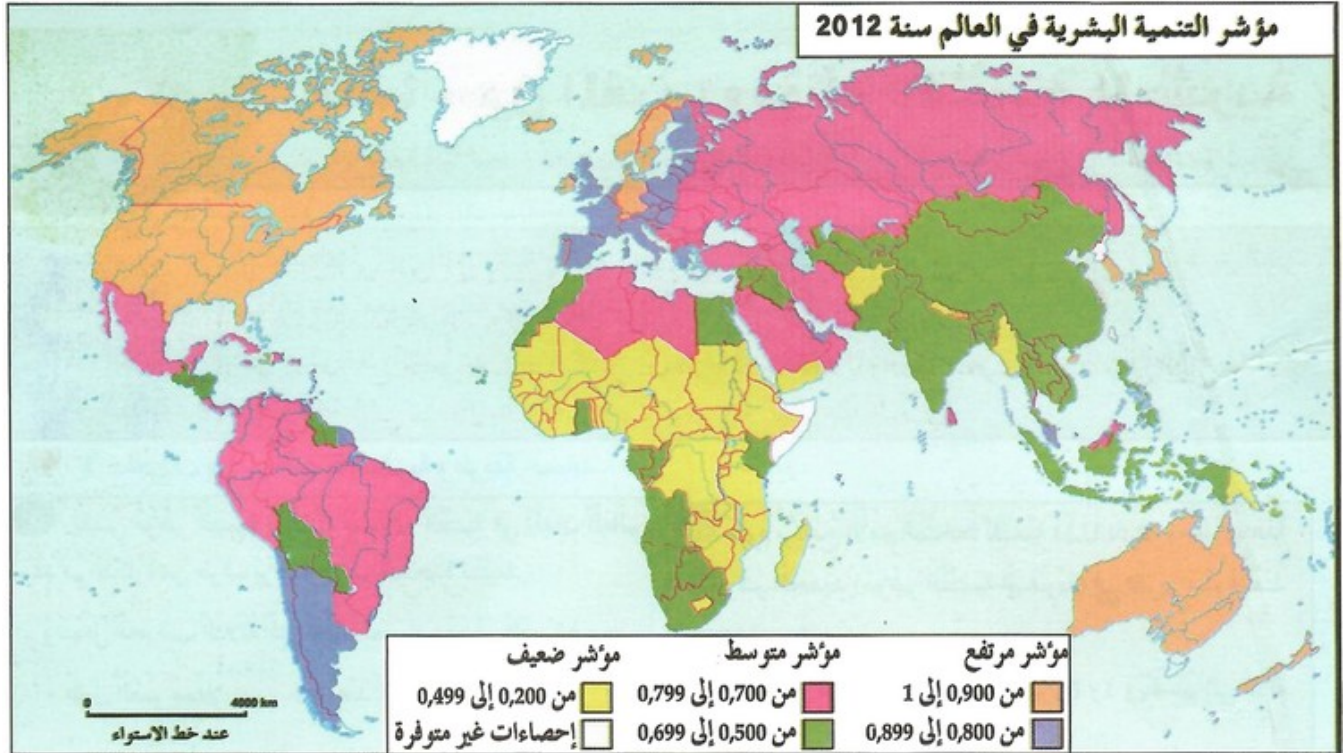 مؤشر التنمية البشرية في العالم سنة 2012
مؤشر مرتفع
من 0,900 إلى 1
من 0,800 إلى 0,899
مؤشر متوسط
من 0,700 إلى 0,799
من 0,500 إلى 0,699
مؤشر ضعيف
من 0,200 إلى 0,499
إحصاءات غير متوفرة
0 4000 km
عند خط الاستواء